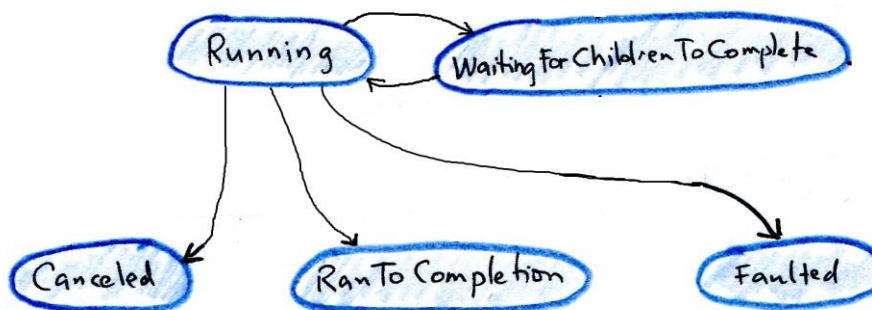 Running
Waiting For Children To Complete
Canceled
Ran To Completion
Faulted